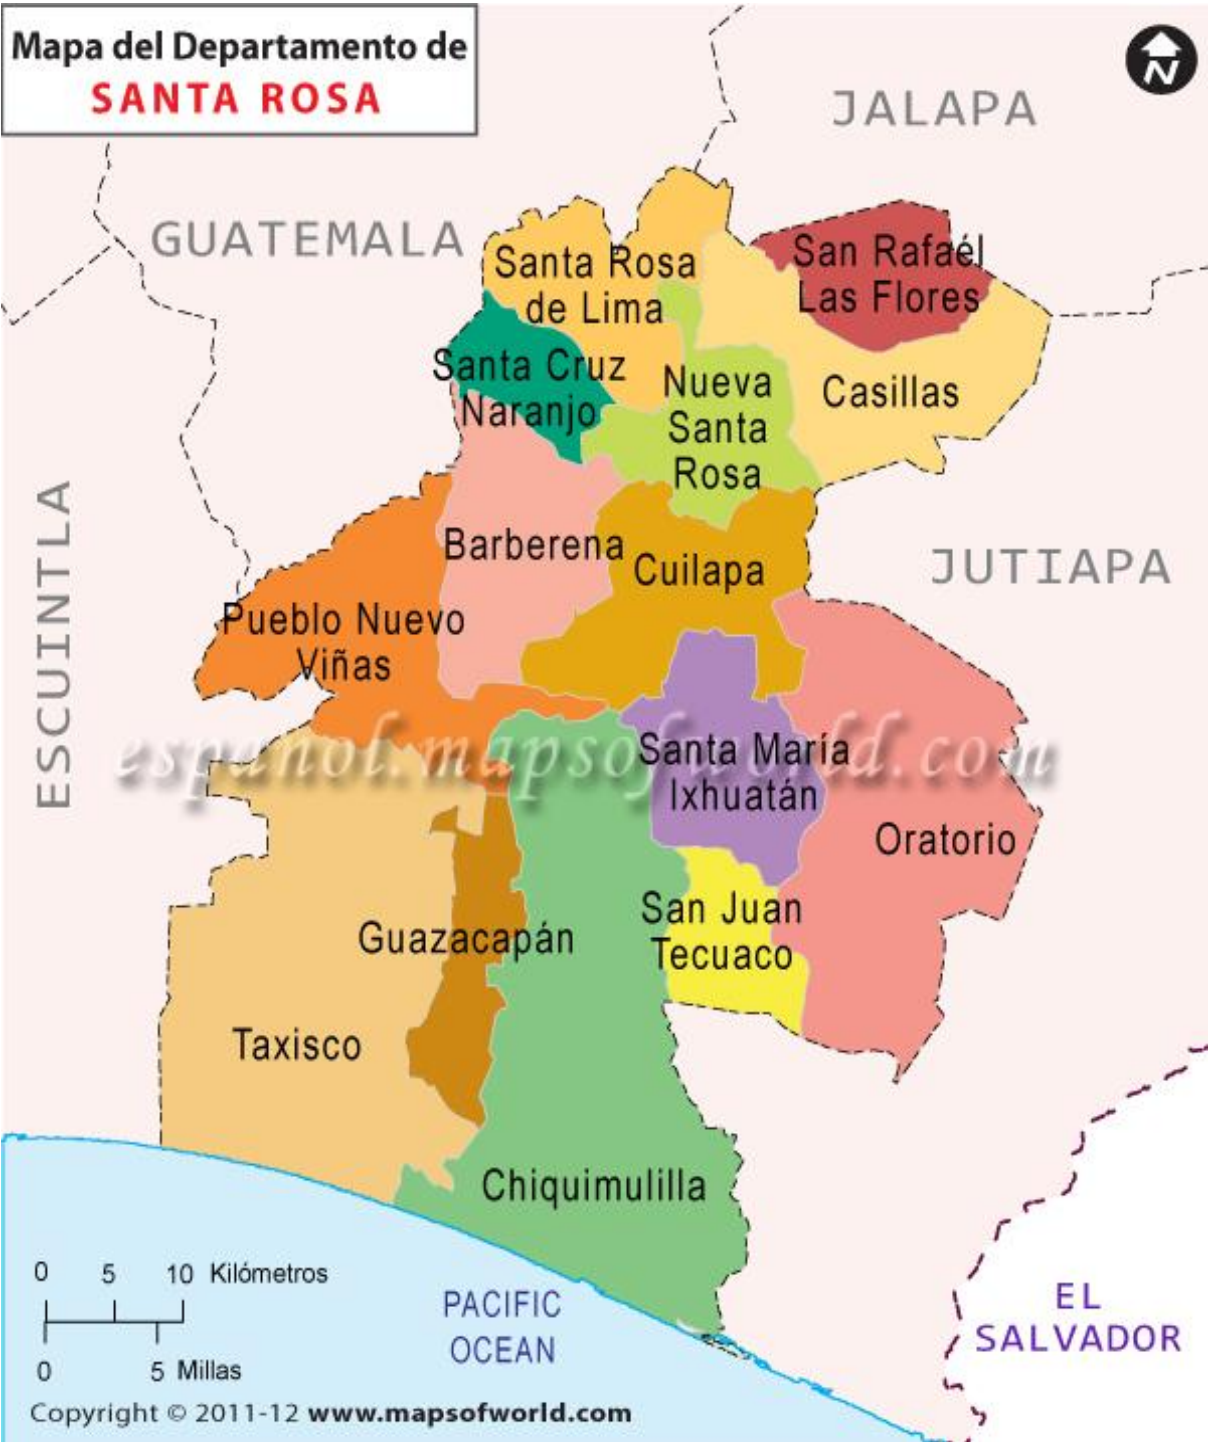 Mapa del Departamento de
SANTA ROSA
N
JALAPA
GUATEMALA
San Rafaél
Las Flores
Santa Rosa
de Lima
Santa Cruz
Naranjo
Nueva
Santa
Rosa
Casillas
ESCUINTLA
Barberena
Cuilapa
JUTIAPA
Pueblo Nuevo
Viñas
espanol.mapsofworld.com
Santa María
Ixhuatán
Oratorio
San Juan
Tecuaco
Guazacapán
Taxisco
Chiquimulilla
0 5 10 Kilómetros
0 5 Millas
PACIFIC
OCEAN
EL
SALVADOR
Copyright © 2011-12 www.mapsofworld.com